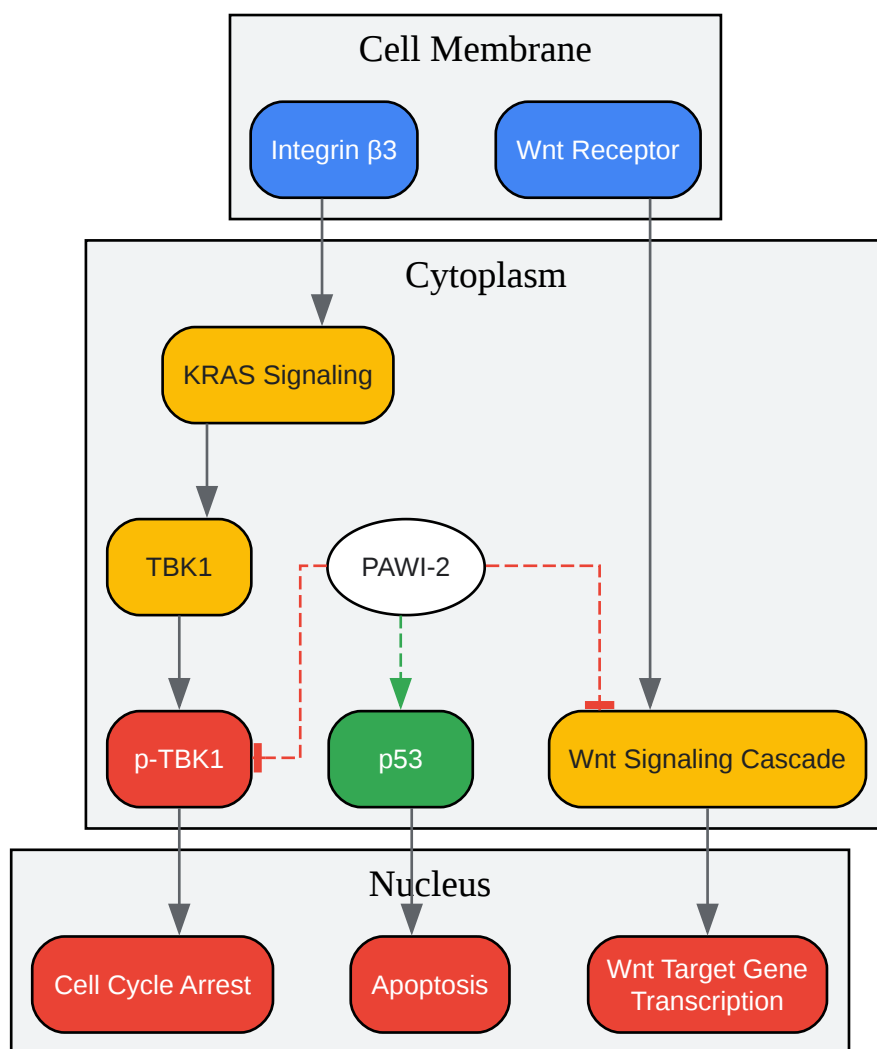 Cell Membrane
Integrin β3
Wnt Receptor
Cytoplasm
KRAS Signaling
TBK1
PAWI-2
p-TBK1
p53
Wnt Signaling Cascade
Nucleus
Cell Cycle Arrest
Apoptosis
Wnt Target Gene
Transcription